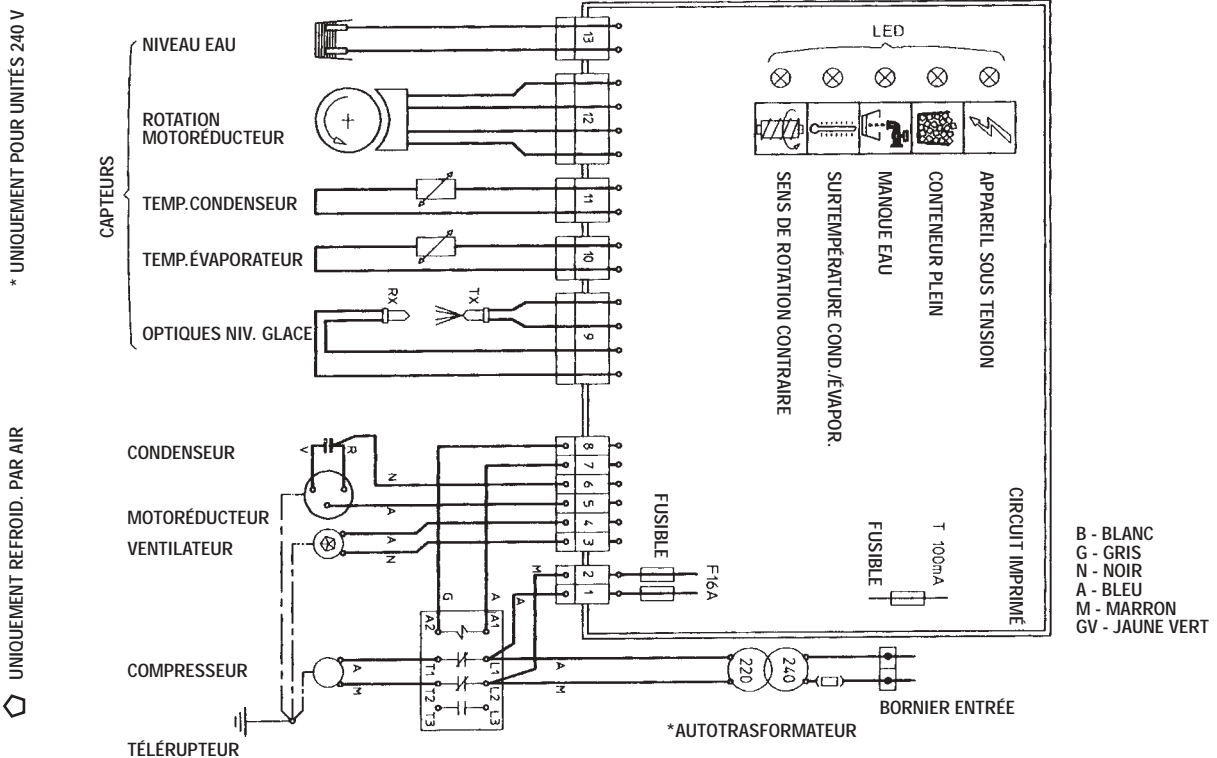 * UNIQUEMENT POUR UNITÉS 240 V
UNIQUEMENT REFROID. PAR AIR
CAPTEURS
NIVEAU EAU
ROTATION
MOTORÉDUCTEUR
TEMP.CONDENSEUR
TEMP.ÉVAPORATEUR
OPTIQUES NIV. GLACE
RX
TX
13
12
11
10
9
LED
SENS DE ROTATION CONTRAIRE
SURTEMPÉRATURE COND./ÉVAPOR.
MANQUE EAU
CONTENEUR PLEIN
APPAREIL SOUS TENSION
CONDENSEUR
MOTORÉDUCTEUR
VENTILATEUR
COMPRESSEUR
TÉLÉRUPTEUR
V
R
N
A
A
N
8
7
6
5
4
3
2
1
M
G
A
A
A2
A1
T1
L1
T2
L2
T3
L3
A
M
A
M
FUSIBLE
F16A
FUSIBLE
T 100mA
CIRCUIT IMPRIMÉ
220
240
BORNIER ENTRÉE
*AUTOTRASFORMATEUR
B - BLANC
G - GRIS
N - NOIR
A - BLEU
M - MARRON
GV - JAUNE VERT